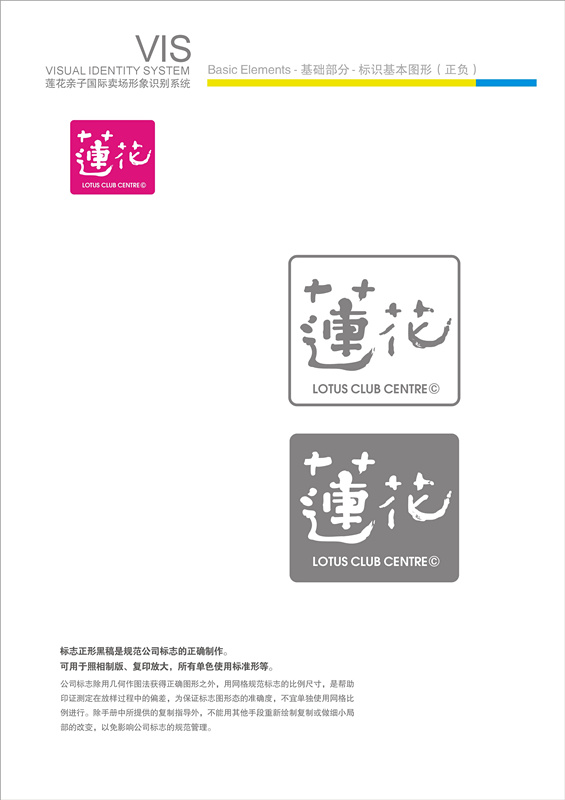 VIS
VISUAL IDENTITY SYSTEM
莲花亲子国际卖场形象识别系统
Basic Elements - 基础部分 - 标识基本图形（正负）
蓮花
LOTUS CLUB CENTRE©
蓮花
LOTUS CLUB CENTRE©
蓮花
LOTUS CLUB CENTRE©
标志正形黑稿是规范公司标志的正确制作。
可用于照相制版、复印放大，所有单色使用标准形等。
公司标志除用几何作图法获得正确图形之外，用网格规范标志的比例尺寸，是帮助
印证测定在放样过程中的偏差，为保证标志图形态的准确度，不宜单独使用网格比
例进行。除手册中所提供的复制指导外，不能用其他手段重新绘制复制或做细小局
部的改变，以免影响公司标志的规范管理。